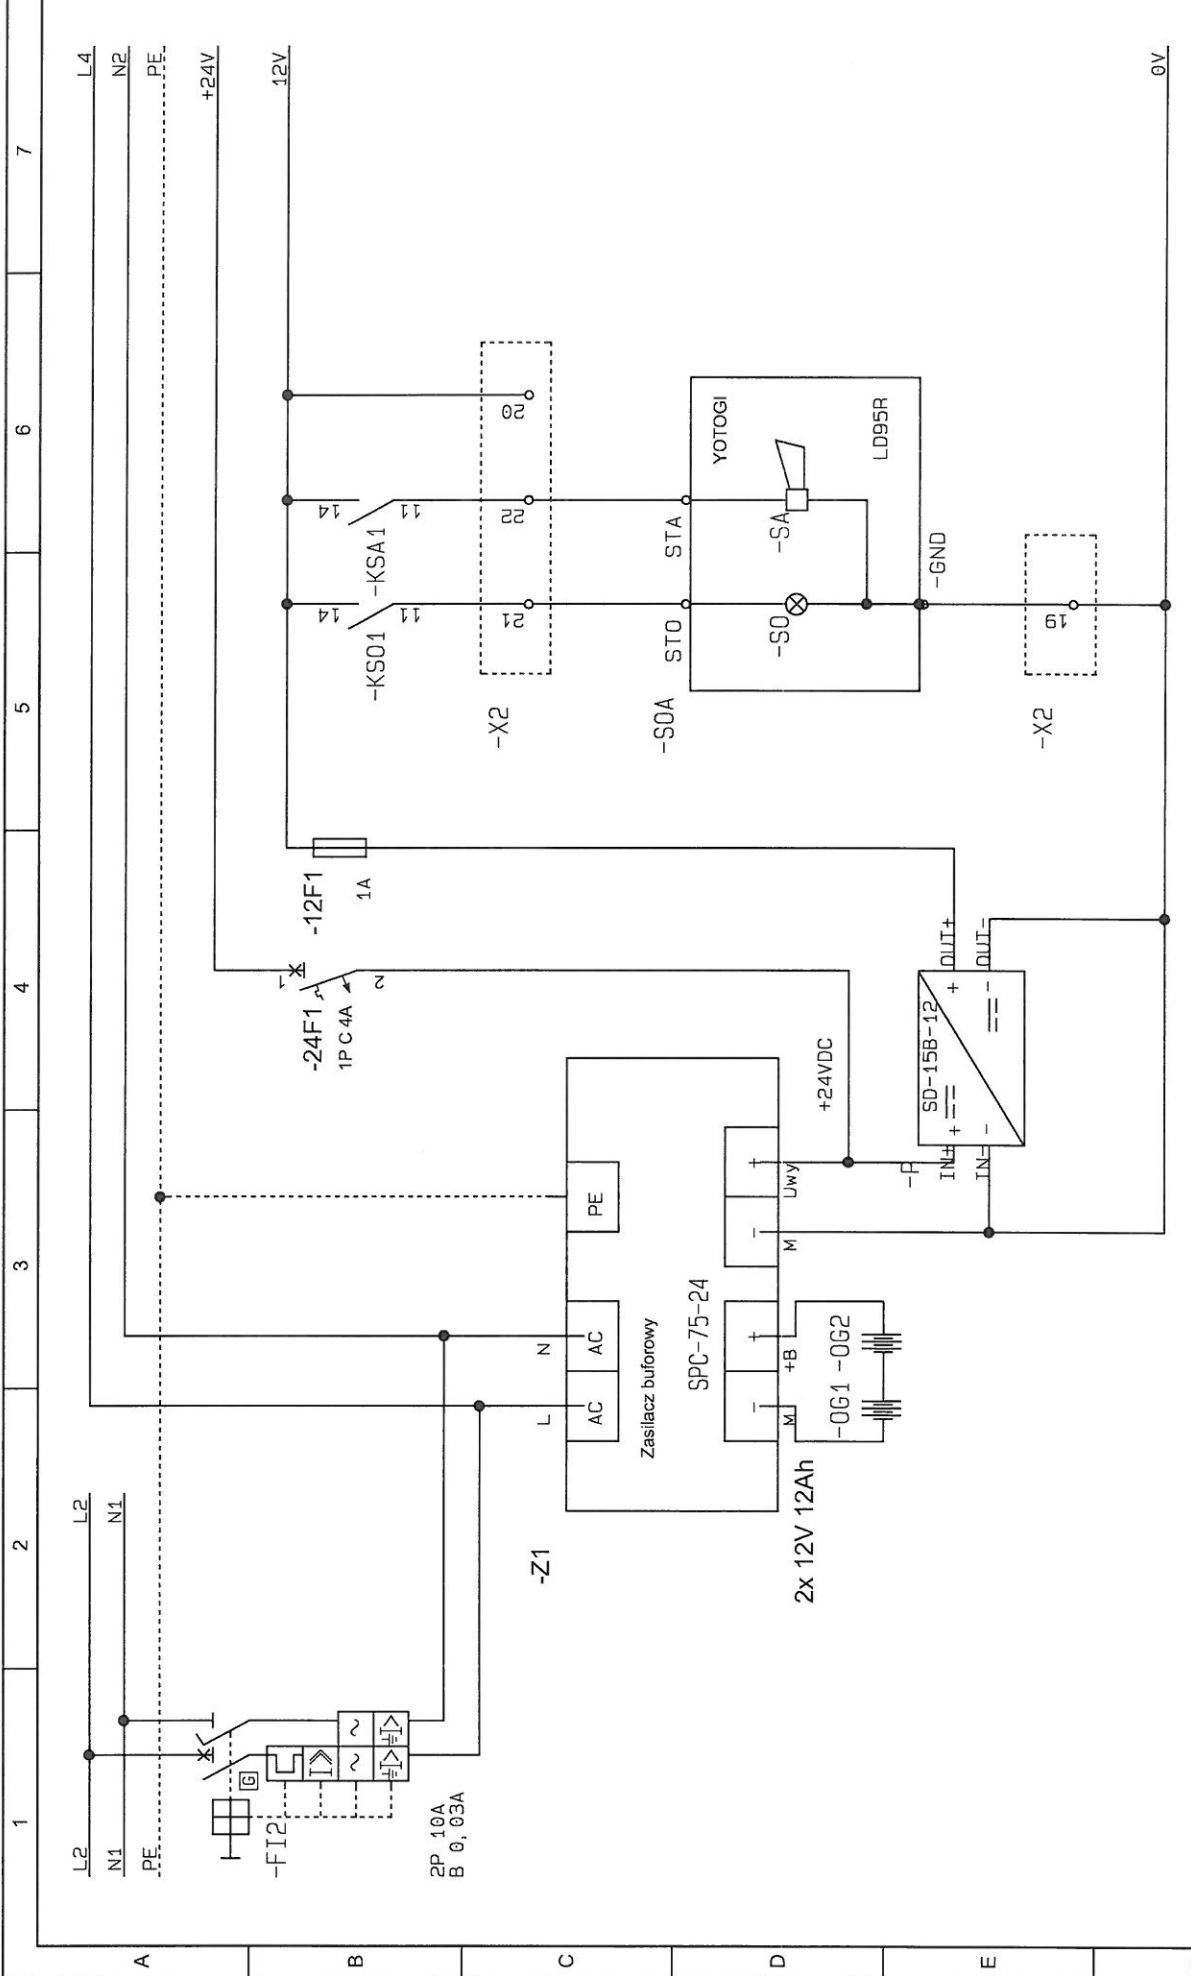 1
2
3
4
5
6
7
A
B
C
D
E
L2
N1
PE
L2
N1
L4
N2
PE
+24V
12V
0V
-FI2
G
2P 10A
B 0,03A
-Z1
L
N
AC
AC
PE
Zasilacz buforowy
SPC-75-24
-
+
-
+
M
+B
M
Uwy
2x 12V 12Ah
-OG1
-OG2
+24VDC
-24F1
1P C 4A
1
2
-12F1
1A
-P
SD-15B-12
IN+
IN-
OUT+
OUT-
+
-
+
-
-KSO1
14
11
-KSA1
14
11
-X2
21
22
20
-SOA
STO
STA
YOTOGI
-SO
-SA
LD95R
-GND
-X2
19